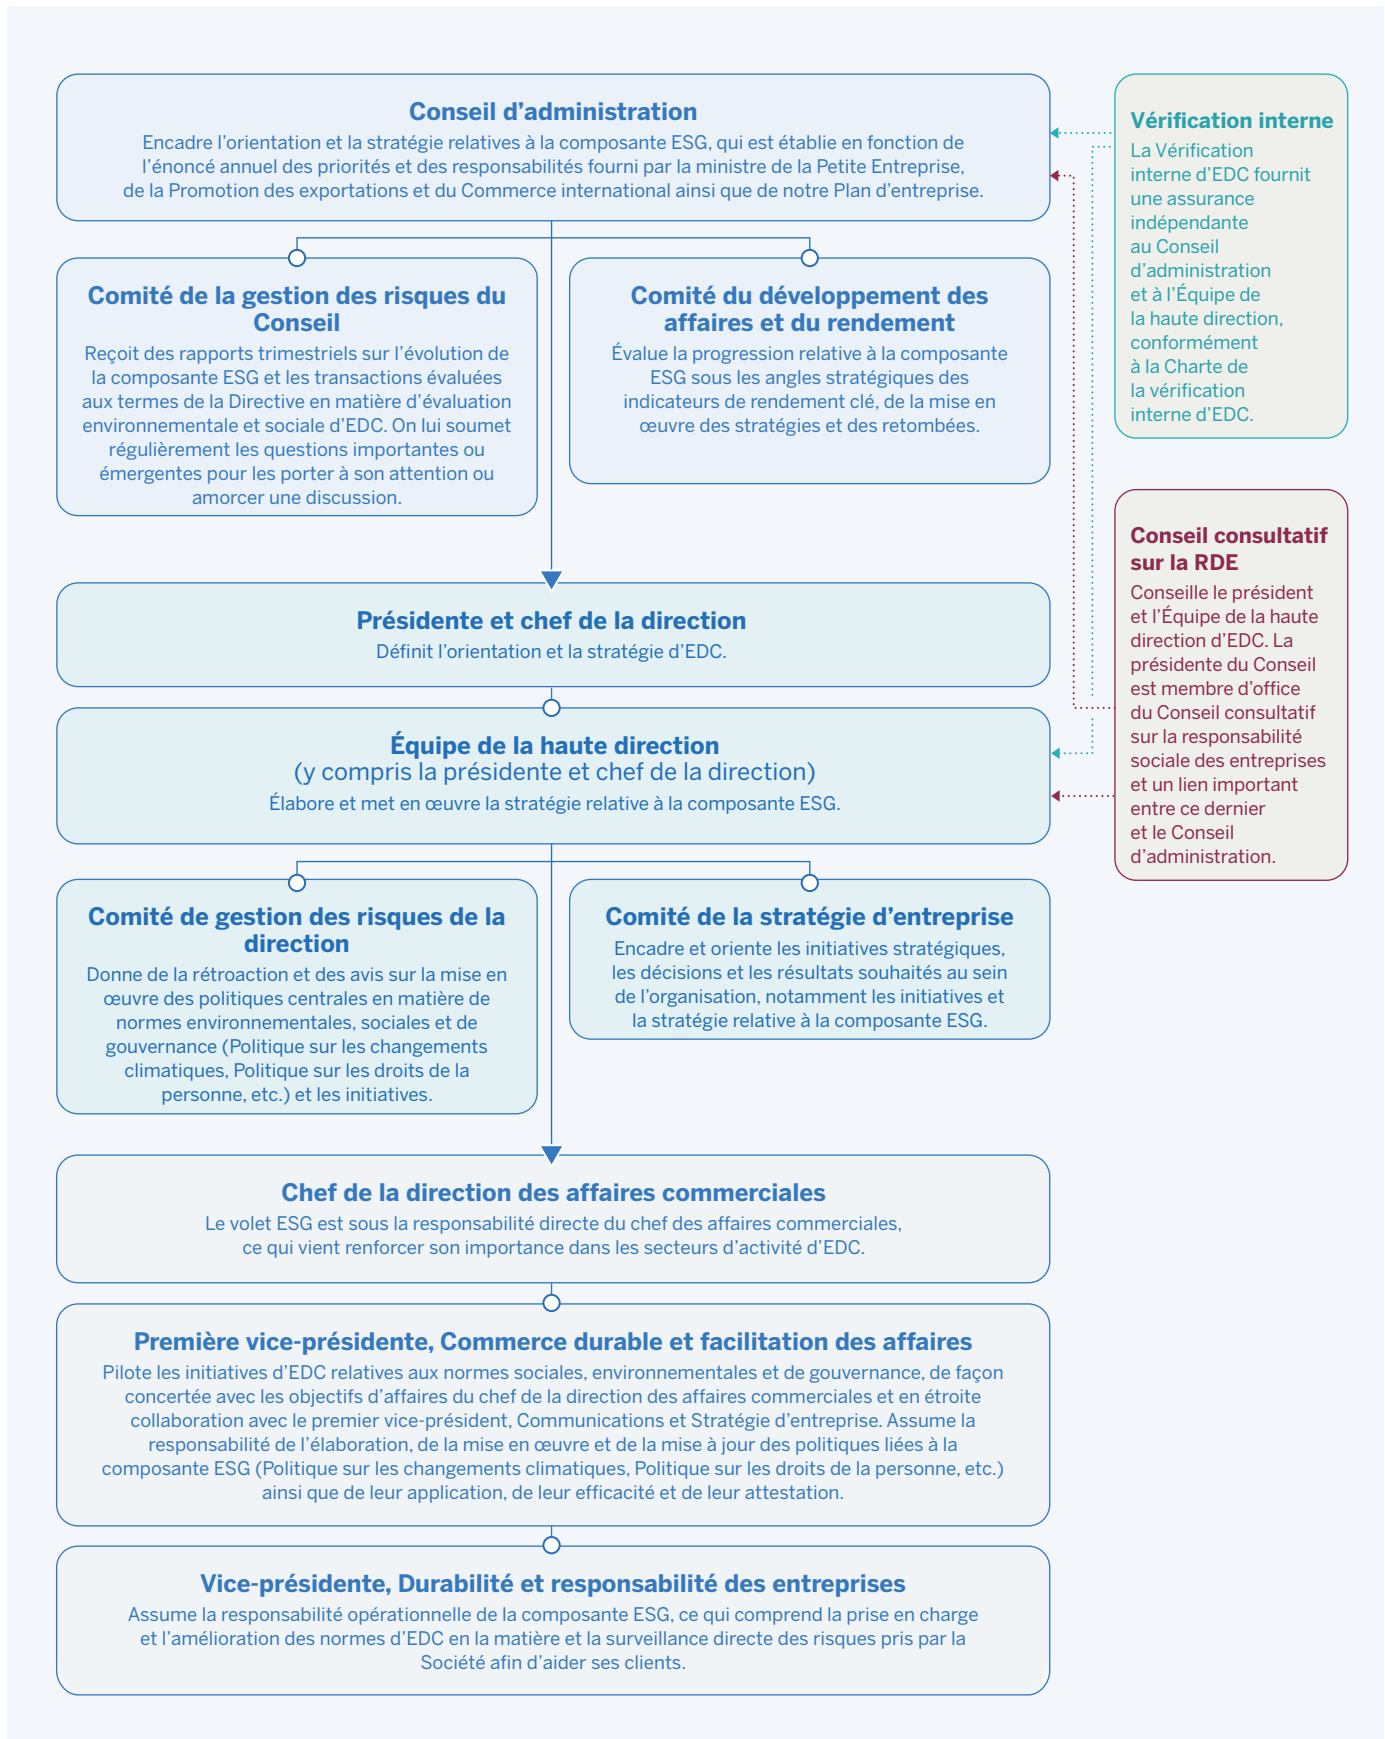 Conseil d'administration
Encadre l'orientation et la stratégie relatives à la composante ESG, qui est établie en fonction de
l'énoncé annuel des priorités et des responsabilités fourni par la ministre de la Petite Entreprise,
de la Promotion des exportations et du Commerce international ainsi que de notre Plan d'entreprise.
Comité de la gestion des risques du
Conseil
Reçoit des rapports trimestriels sur l'évolution de
la composante ESG et les transactions évaluées
aux termes de la Directive en matière d'évaluation
environnementale et sociale d'EDC. On lui soumet
régulièrement les questions importantes ou
émergentes pour les porter à son attention ou
amorcer une discussion.
Comité du développement des
affaires et du rendement
Évalue la progression relative à la composante
ESG sous les angles stratégiques des
indicateurs de rendement clé, de la mise en
œuvre des stratégies et des retombées.
Présidente et chef de la direction
Définit l'orientation et la stratégie d'EDC.
Équipe de la haute direction
(y compris la présidente et chef de la direction)
Élabore et met en œuvre la stratégie relative à la composante ESG.
Comité de gestion des risques de la
direction
Donne de la rétroaction et des avis sur la mise en
œuvre des politiques centrales en matière de
normes environnementales, sociales et de
gouvernance (Politique sur les changements
climatiques, Politique sur les droits de la
personne, etc.) et les initiatives.
Comité de la stratégie d'entreprise
Encadre et oriente les initiatives stratégiques,
les décisions et les résultats souhaités au sein
de l'organisation, notamment les initiatives et
la stratégie relative à la composante ESG.
Chef de la direction des affaires commerciales
Le volet ESG est sous la responsabilité directe du chef des affaires commerciales,
ce qui vient renforcer son importance dans les secteurs d'activité d'EDC.
Première vice-présidente, Commerce durable et facilitation des affaires
Pilote les initiatives d'EDC relatives aux normes sociales, environnementales et de gouvernance, de façon
concertée avec les objectifs d'affaires du chef de la direction des affaires commerciales et en étroite
collaboration avec le premier vice-président, Communications et Stratégie d'entreprise. Assume la
responsabilité de l'élaboration, de la mise en œuvre et de la mise à jour des politiques liées à la
composante ESG (Politique sur les changements climatiques, Politique sur les droits de la personne, etc.)
ainsi que de leur application, de leur efficacité et de leur attestation.
Vice-présidente, Durabilité et responsabilité des entreprises
Assume la responsabilité opérationnelle de la composante ESG, ce qui comprend la prise en charge
et l'amélioration des normes d'EDC en la matière et la surveillance directe des risques pris par la
Société afin d'aider ses clients.
Vérification interne
La Vérification
interne d'EDC fournit
une assurance
indépendante
au Conseil
d'administration
et à l'Équipe de
la haute direction,
conformément
à la Charte de
la vérification
interne d'EDC.
Conseil consultatif
sur la RDE
Conseille le président
et l'Équipe de la haute
direction d'EDC. La
présidente du Conseil
est membre d'office
du Conseil consultatif
sur la responsabilité
sociale des entreprises
et un lien important
entre ce dernier
et le Conseil
d'administration.